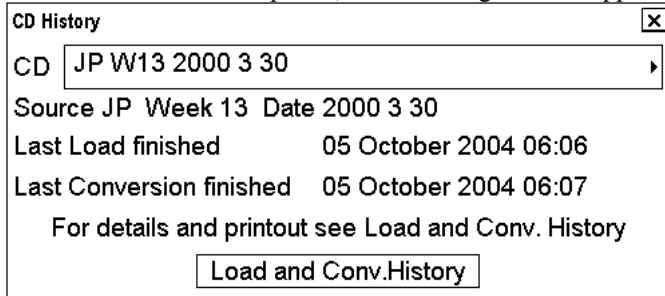 CD History
CD JP W13 2000 3 30
Source JP Week 13 Date 2000 3 30
Last Load finished 05 October 2004 06:06
Last Conversion finished 05 October 2004 06:07
For details and printout see Load and Conv. History
Load and Conv.History